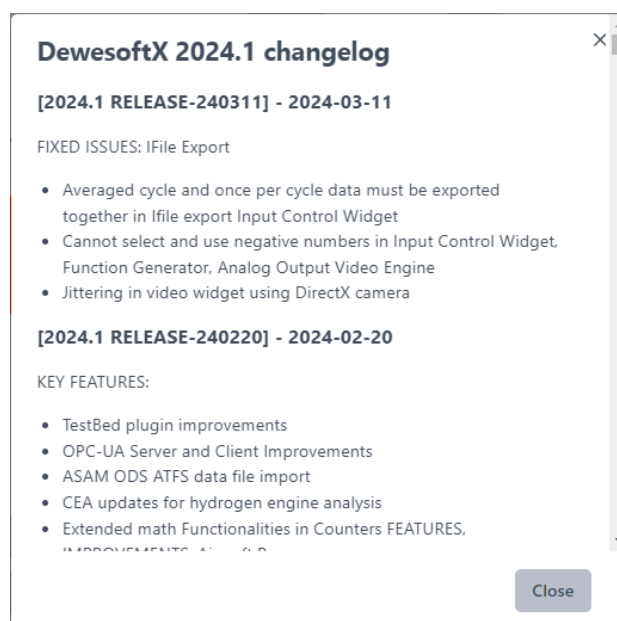 DewesoftX 2024.1 changelog
[2024.1 RELEASE-240311] - 2024-03-11
FIXED ISSUES: IFile Export
• Averaged cycle and once per cycle data must be exported
together in Ifile export Input Control Widget
• Cannot select and use negative numbers in Input Control Widget,
Function Generator, Analog Output Video Engine
• Jittering in video widget using DirectX camera
[2024.1 RELEASE-240220] - 2024-02-20
KEY FEATURES:
• TestBed plugin improvements
• OPC-UA Server and Client Improvements
• ASAM ODS ATFS data file import
• CEA updates for hydrogen engine analysis
• Extended math Functionalities in Counters FEATURES,
Close